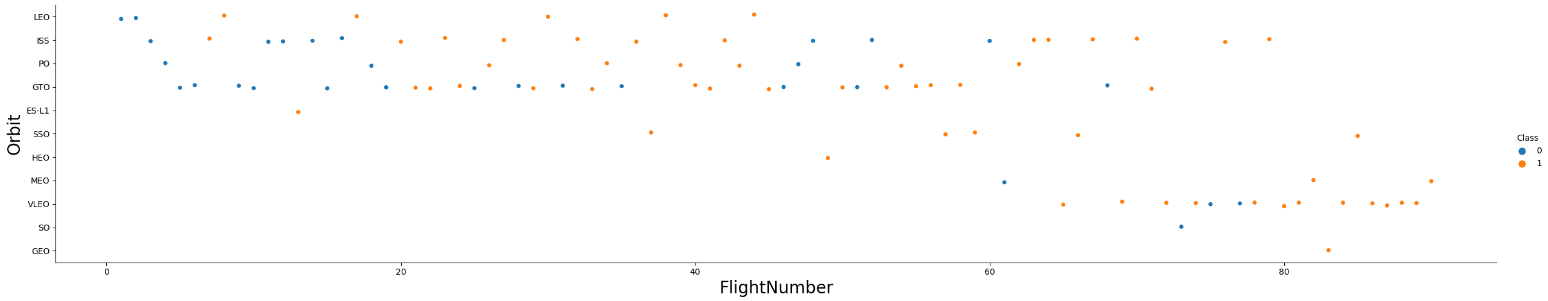 LEO
ISS
PO
GTO
ES-L1
SSO
HEO
MEO
VLEO
SO
GEO
Orbit
0
20
40
60
80
FlightNumber
Class
0
1